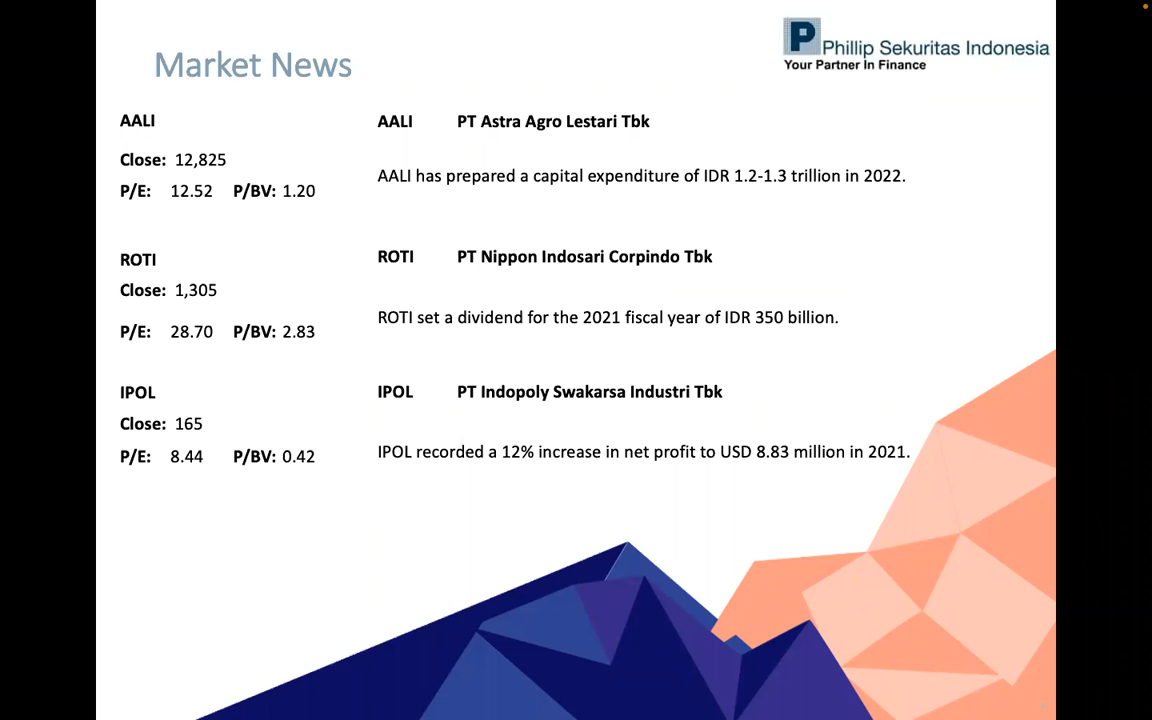 Market News
P Phillip Sekuritas Indonesia
Your Partner In Finance
AALI
Close: 12,825
P/E: 12.52 P/BV: 1.20
AALI PT Astra Agro Lestari Tbk
AALI has prepared a capital expenditure of IDR 1.2-1.3 trillion in 2022.
ROTI
Close: 1,305
P/E: 28.70 P/BV: 2.83
ROTI PT Nippon Indosari Corpindo Tbk
ROTI set a dividend for the 2021 fiscal year of IDR 350 billion.
IPOL
Close: 165
P/E: 8.44 P/BV: 0.42
IPOL PT Indopoly Swakarsa Industri Tbk
IPOL recorded a 12% increase in net profit to USD 8.83 million in 2021.